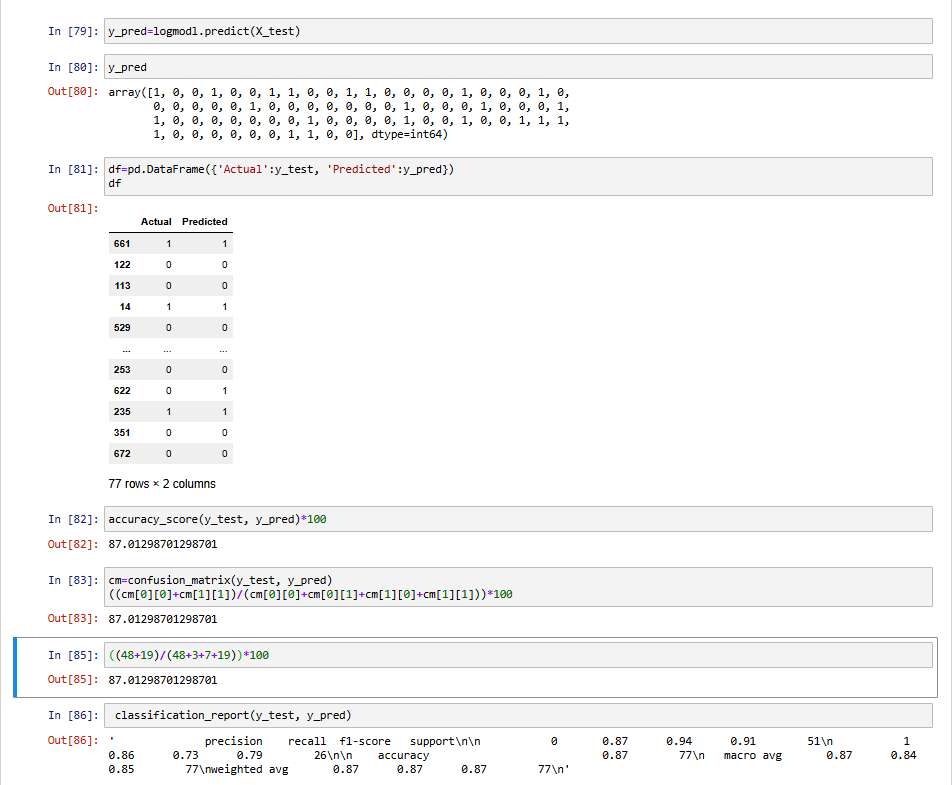 In [79]: y_pred=logmodl.predict(X_test)
In [80]: y_pred
Out[80]: array([1, 0, 0, 1, 0, 0, 1, 1, 0, 0, 1, 1, 0, 0, 0, 0, 1, 0, 0, 0, 1, 0,
0, 0, 0, 0, 0, 1, 0, 0, 0, 0, 0, 0, 0, 1, 0, 0, 0, 1, 0, 0, 0, 1,
1, 0, 0, 0, 0, 0, 0, 0, 1, 0, 0, 0, 0, 1, 0, 0, 1, 0, 0, 1, 1, 1,
1, 0, 0, 0, 0, 0, 0, 1, 1, 0, 0], dtype=int64)
In [81]: df=pd.DataFrame({'Actual':y_test, 'Predicted':y_pred})
df
Out[81]:
Actual Predicted
661 1 1
122 0 0
113 0 0
14 1 1
529 0 0
... ... ...
253 0 0
622 0 1
235 1 1
351 0 0
672 0 0
77 rows × 2 columns
In [82]: accuracy_score(y_test, y_pred)*100
Out[82]: 87.01298701298701
In [83]: cm=confusion_matrix(y_test, y_pred)
((cm[0][0]+cm[1][1])/(cm[0][0]+cm[0][1]+cm[1][0]+cm[1][1]))*100
Out[83]: 87.01298701298701
In [85]: ((48+19)/(48+3+7+19))*100
Out[85]: 87.01298701298701
In [86]: classification_report(y_test, y_pred)
Out[86]: ' precision recall f1-score support\n\n 0 0.87 0.94 0.91 51\n 1
0.86 0.73 0.79 26\n\n accuracy 0.87 77\n macro avg 0.87 0.84
0.85 77\nweighted avg 0.87 0.87 0.87 77\n'